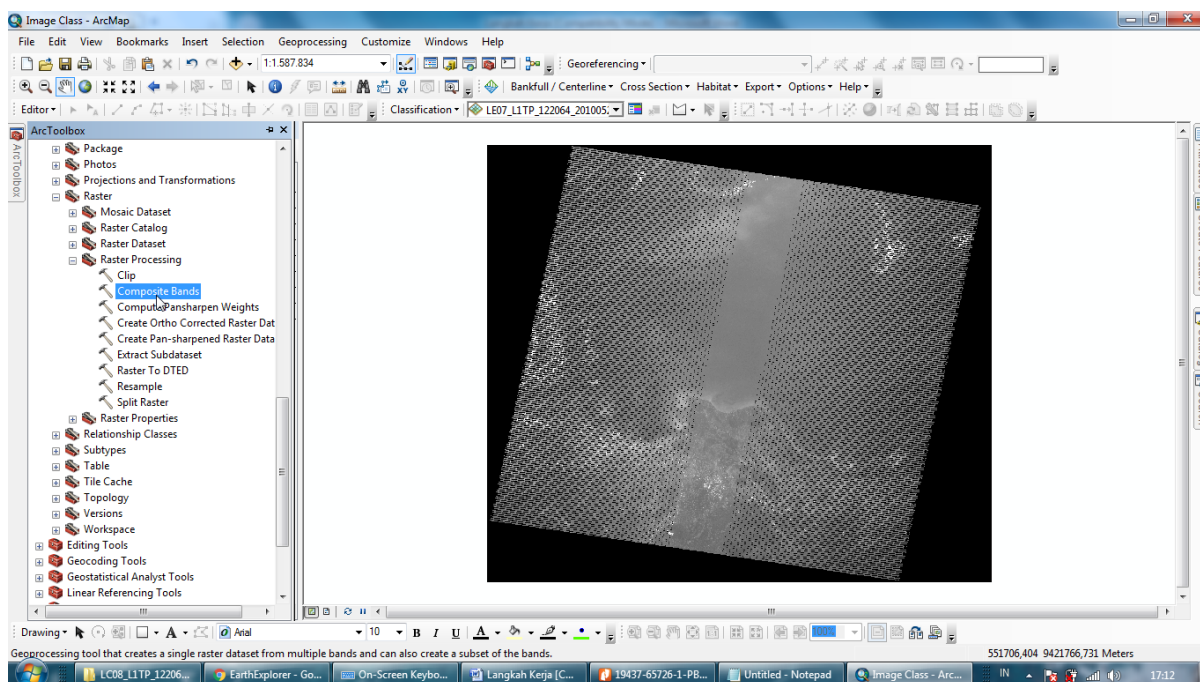 Image Class - ArcMap
File Edit View Bookmarks Insert Selection Geoprocessing Customize Windows Help
1:1.587.834
Georeferencing
Bankfull / Centerline Cross Section Habitat Export Options Help
Editor
Classification LE07_L1TP_122064_201005
ArcToolbox
ArcToolbox
Package
Photos
Projections and Transformations
Raster
Mosaic Dataset
Raster Catalog
Raster Dataset
Raster Processing
Clip
Composite Bands
Compute Pansharpen Weights
Create Ortho Corrected Raster Dat
Create Pan-sharpened Raster Data
Extract Subdataset
Raster To DTED
Resample
Split Raster
Raster Properties
Relationship Classes
Subtypes
Table
Tile Cache
Topology
Versions
Workspace
Editing Tools
Geocoding Tools
Geostatistical Analyst Tools
Linear Referencing Tools
Drawing A Arial 10 B I U A 100%
Geoprocessing tool that creates a single raster dataset from multiple bands and can also create a subset of the bands.
551706,404 9421766,731 Meters
LC08_L1TP_12206... EarthExplorer - Go... On-Screen Keybo... Langkah Kerja [C... 19437-65726-1-PB... Untitled - Notepad Image Class - Arc... IN 17:12